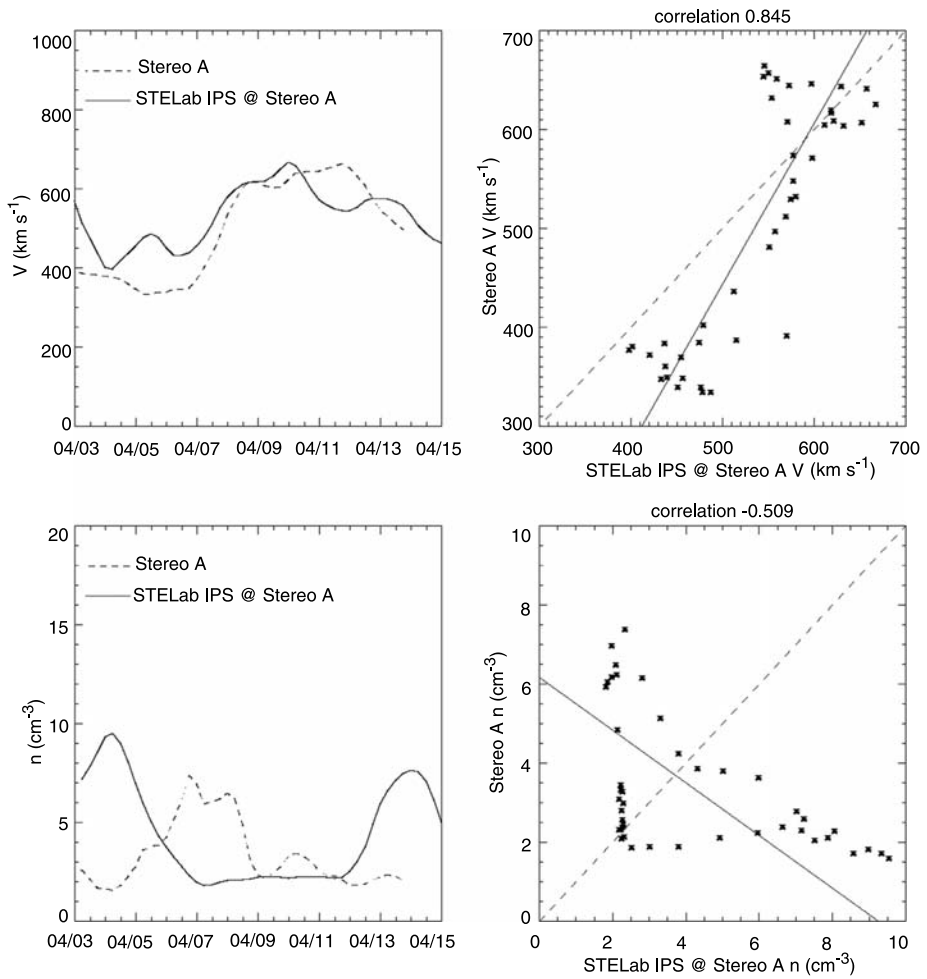 1000
800
600
400
200
0
V (km s⁻¹)
Stereo A
STELab IPS @ Stereo A
04/03 04/05 04/07 04/09 04/11 04/13 04/15
correlation 0.845
700
600
500
400
300
Stereo A V (km s⁻¹)
300 400 500 600 700
STELab IPS @ Stereo A V (km s⁻¹)
20
15
10
5
0
n (cm⁻³)
Stereo A
STELab IPS @ Stereo A
04/03 04/05 04/07 04/09 04/11 04/13 04/15
correlation -0.509
10
8
6
4
2
0
Stereo A n (cm⁻³)
0 2 4 6 8 10
STELab IPS @ Stereo A n (cm⁻³)